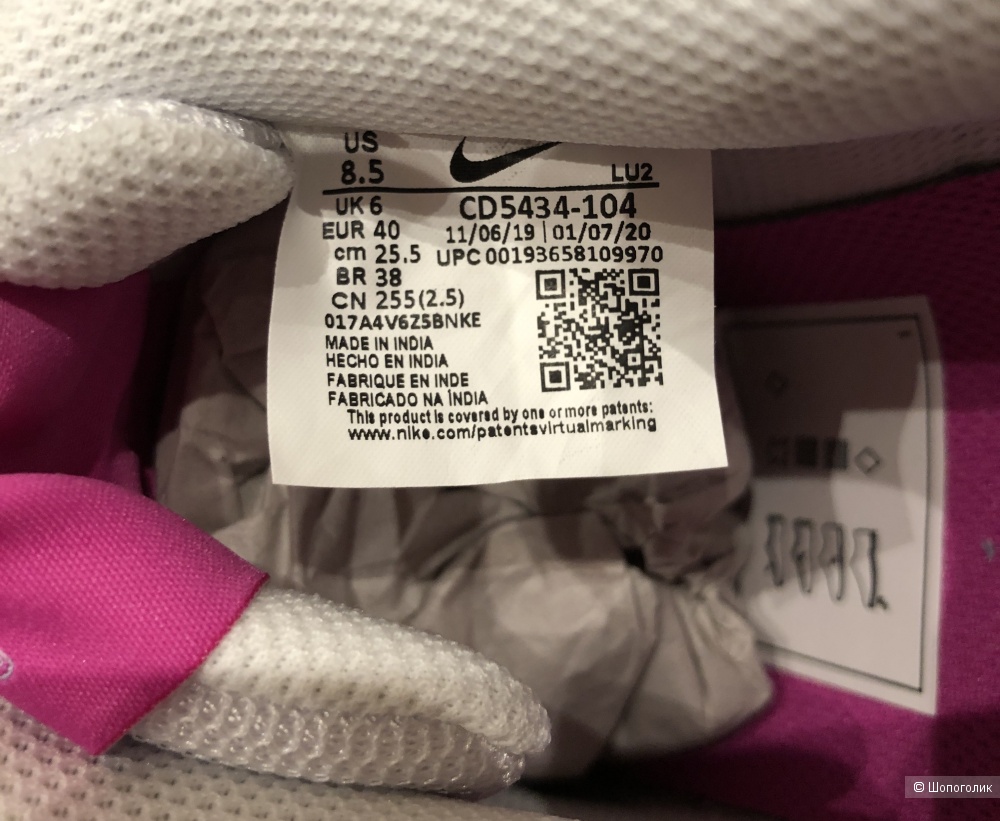 US
8.5
LU2
UK 6
CD5434-104
EUR 40
11/06/19 | 01/07/20
cm 25.5
UPC 00193658109970
BR 38
CN 255(2.5)
017A4V6Z5BNKE
MADE IN INDIA
HECHO EN INDIA
FABRIQUE EN INDE
FABRICADO NA ÍNDIA
This product is covered by one or more patents:
www.nike.com/patentsvirtualmarking
© Шопоголик